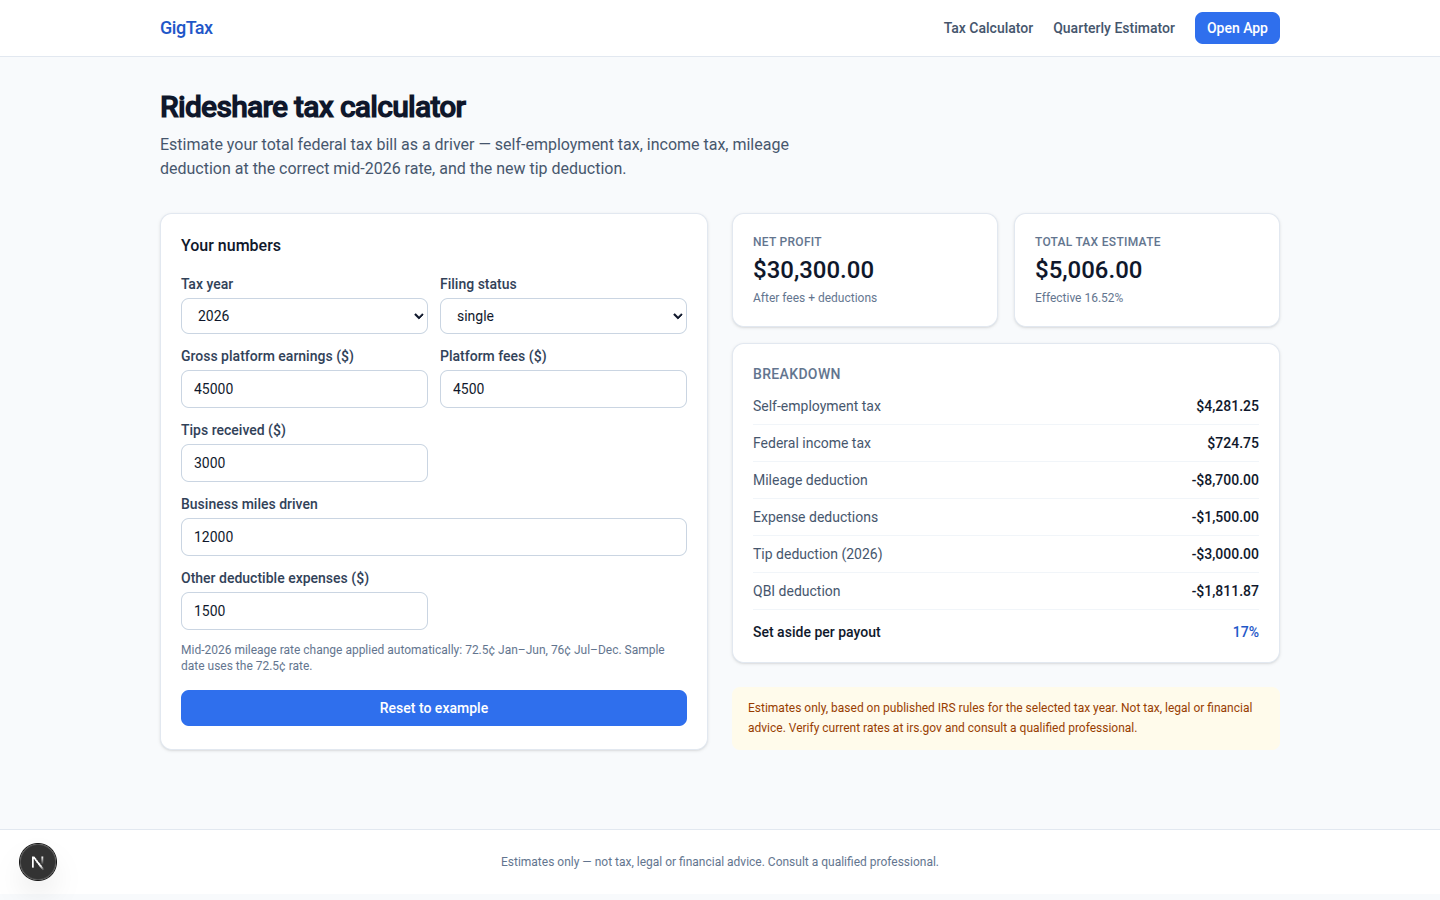 GigTax
Tax Calculator
Quarterly Estimator
Open App
Rideshare tax calculator
Estimate your total federal tax bill as a driver — self-employment tax, income tax, mileage
deduction at the correct mid-2026 rate, and the new tip deduction.
Your numbers
Tax year
Filing status
2026
single
Gross platform earnings ($)
Platform fees ($)
45000
4500
Tips received ($)
3000
Business miles driven
12000
Other deductible expenses ($)
1500
Mid-2026 mileage rate change applied automatically: 72.5¢ Jan–Jun, 76¢ Jul–Dec. Sample
date uses the 72.5¢ rate.
Reset to example
NET PROFIT
$30,300.00
After fees + deductions
TOTAL TAX ESTIMATE
$5,006.00
Effective 16.52%
BREAKDOWN
Self-employment tax $4,281.25
Federal income tax $724.75
Mileage deduction -$8,700.00
Expense deductions -$1,500.00
Tip deduction (2026) -$3,000.00
QBI deduction -$1,811.87
Set aside per payout 17%
Estimates only, based on published IRS rules for the selected tax year. Not tax, legal or financial
advice. Verify current rates at irs.gov and consult a qualified professional.
N
Estimates only — not tax, legal or financial advice. Consult a qualified professional.